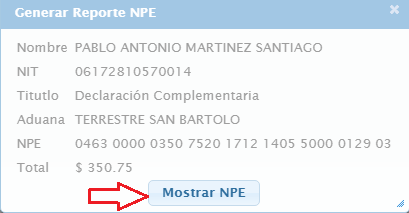 Generar Reporte NPE
Nombre PABLO ANTONIO MARTINEZ SANTIAGO
NIT 06172810570014
Titutlo Declaración Complementaria
Aduana TERRESTRE SAN BARTOLO
NPE 0463 0000 0350 7520 1712 1405 5000 0129 03
Total $ 350.75
Mostrar NPE